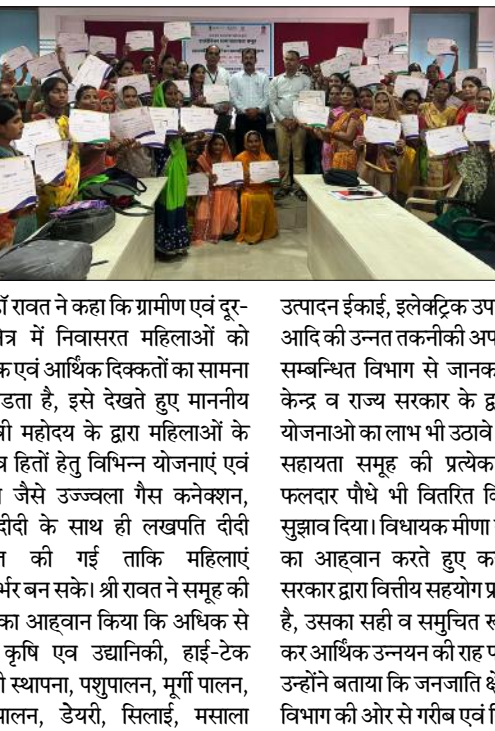 ॉ रावत ने कहा कि ग्रामीण एवं दूर-
त्र में निवासरत महिलाओं को
क एवं आर्थिक दिक्कतों का सामना
पडता है, इसे देखते हुए माननीय
त्री महोदय के द्वारा महिलाओं के
हितों हेतु विभिन्न योजनाएं एवं
जैसे उज्ज्वला गैस कनेक्शन,
दीदी के साथ ही लखपति दीदी
की गई ताकि महिलाएं
र्भर बन सके। श्री रावत ने समूह की
का आह्वान किया कि अधिक से
कृषि एव उद्यानिकी, हाई-टेक
ी स्थापना, पशुपालन, मूर्गी पालन,
पालन, डेयरी, सिलाई, मसाला
उत्पादन ईकाई, इलेक्ट्रिक उप
आदि की उन्नत तकनीकी अप
सम्बन्धित विभाग से जानक
केन्द्र व राज्य सरकार के द्व
योजनाओ का लाभ भी उठावे
सहायता समूह की प्रत्येक
फलदार पौधे भी वितरित कि
सुझाव दिया। विधायक मीणा
का आह्वान करते हुए क
सरकार द्वारा वित्तीय सहयोग प्र
है, उसका सही व समुचित रू
कर आर्थिक उन्नयन की राह प
उन्होंने बताया कि जनजाति क्षे
विभाग की ओर से गरीब एवं नि